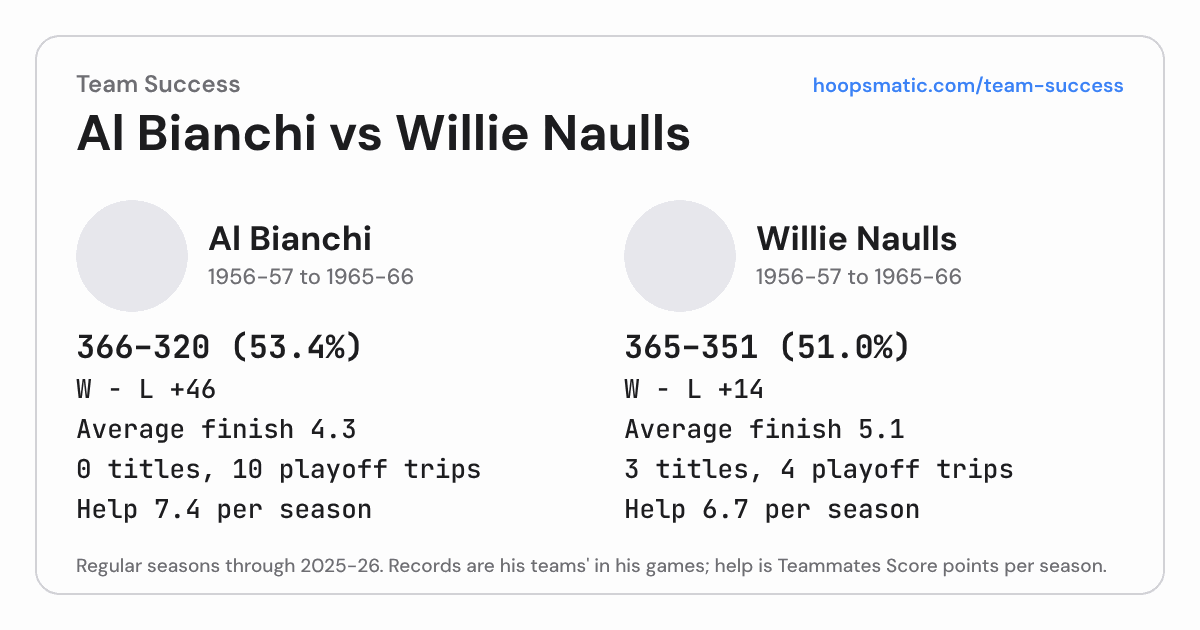 Team Success
hoopsmatic.com/team-success
Al Bianchi vs Willie Naulls
Al Bianchi
1956–57 to 1965–66
366–320 (53.4%)
W - L +46
Average finish 4.3
0 titles, 10 playoff trips
Help 7.4 per season
Willie Naulls
1956–57 to 1965–66
365–351 (51.0%)
W - L +14
Average finish 5.1
3 titles, 4 playoff trips
Help 6.7 per season
Regular seasons through 2025–26. Records are his teams' in his games; help is Teammates Score points per season.